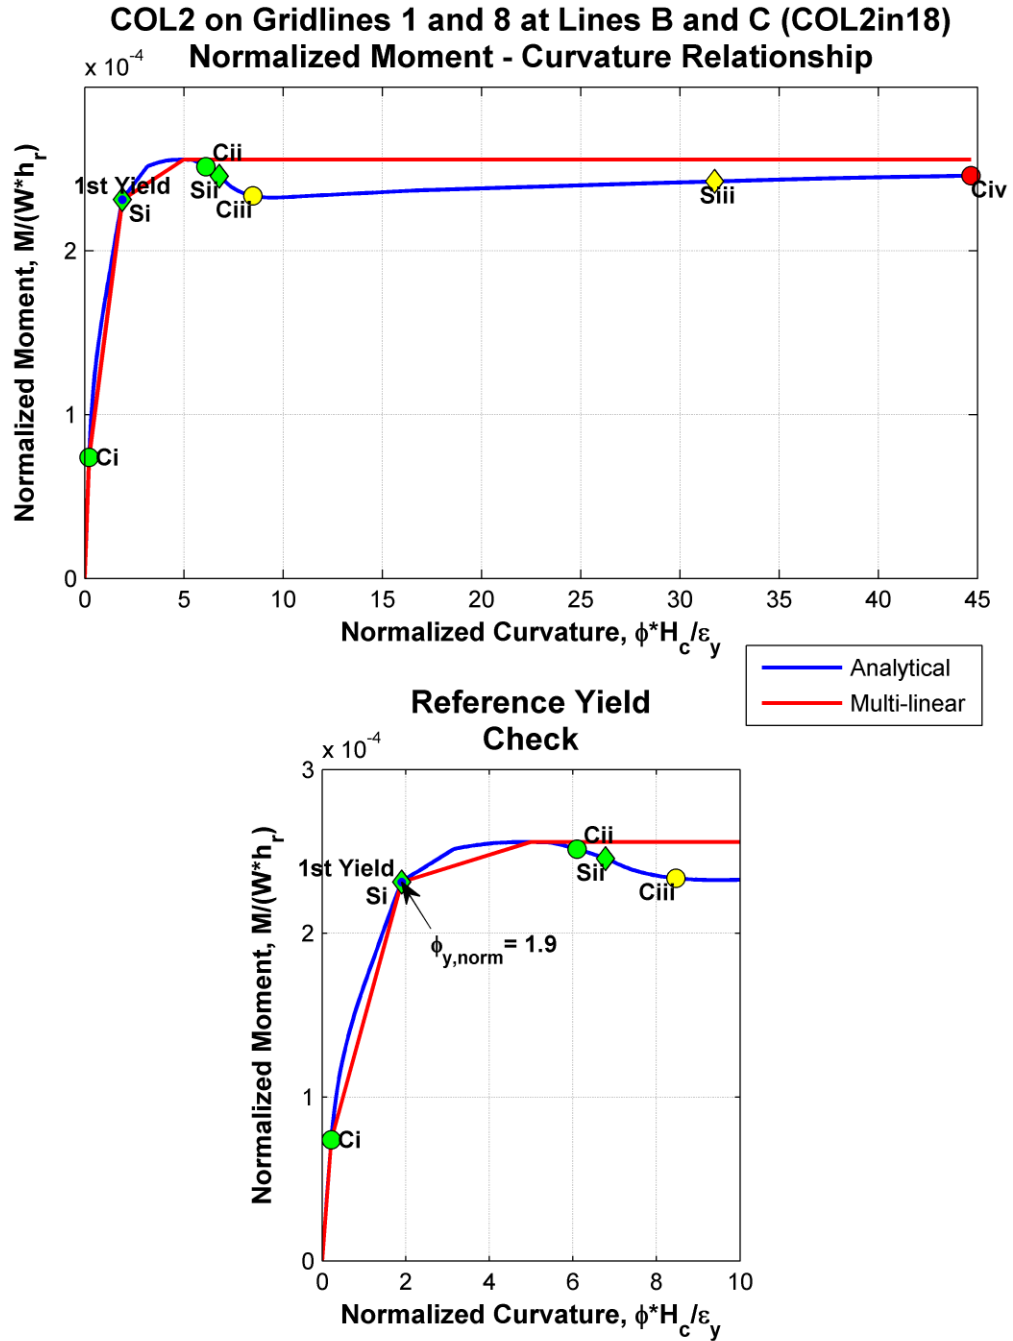 COL2 on Gridlines 1 and 8 at Lines B and C (COL2in18)
Normalized Moment - Curvature Relationship
x 10⁻⁴
Normalized Moment, M/(W*hᵣ)
2
1
0
1st Yield
Si
Cii
Sii
Ciii
Siii
Civ
Ci
0 5 10 15 20 25 30 35 40 45
Normalized Curvature, ϕ*H_c/ε_y
Analytical
Multi-linear
Reference Yield
Check
x 10⁻⁴
Normalized Moment, M/(W*hᵣ)
3
2
1
0
1st Yield
Si
Cii
Sii
Ciii
ϕ_y,norm = 1.9
Ci
0 2 4 6 8 10
Normalized Curvature, ϕ*H_c/ε_y